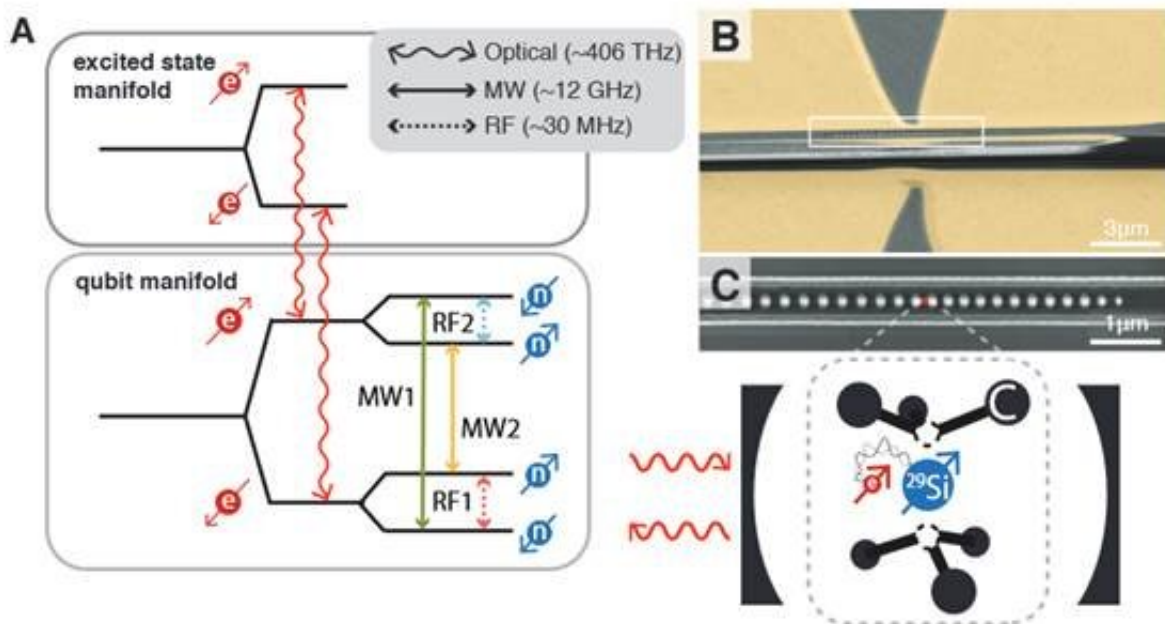 A
excited state
manifold
e
e
Optical (~406 THz)
MW (~12 GHz)
RF (~30 MHz)
qubit manifold
e
e
RF2
MW1
MW2
RF1
n
n
n
n
B
3µm
C
1µm
C
e
29Si